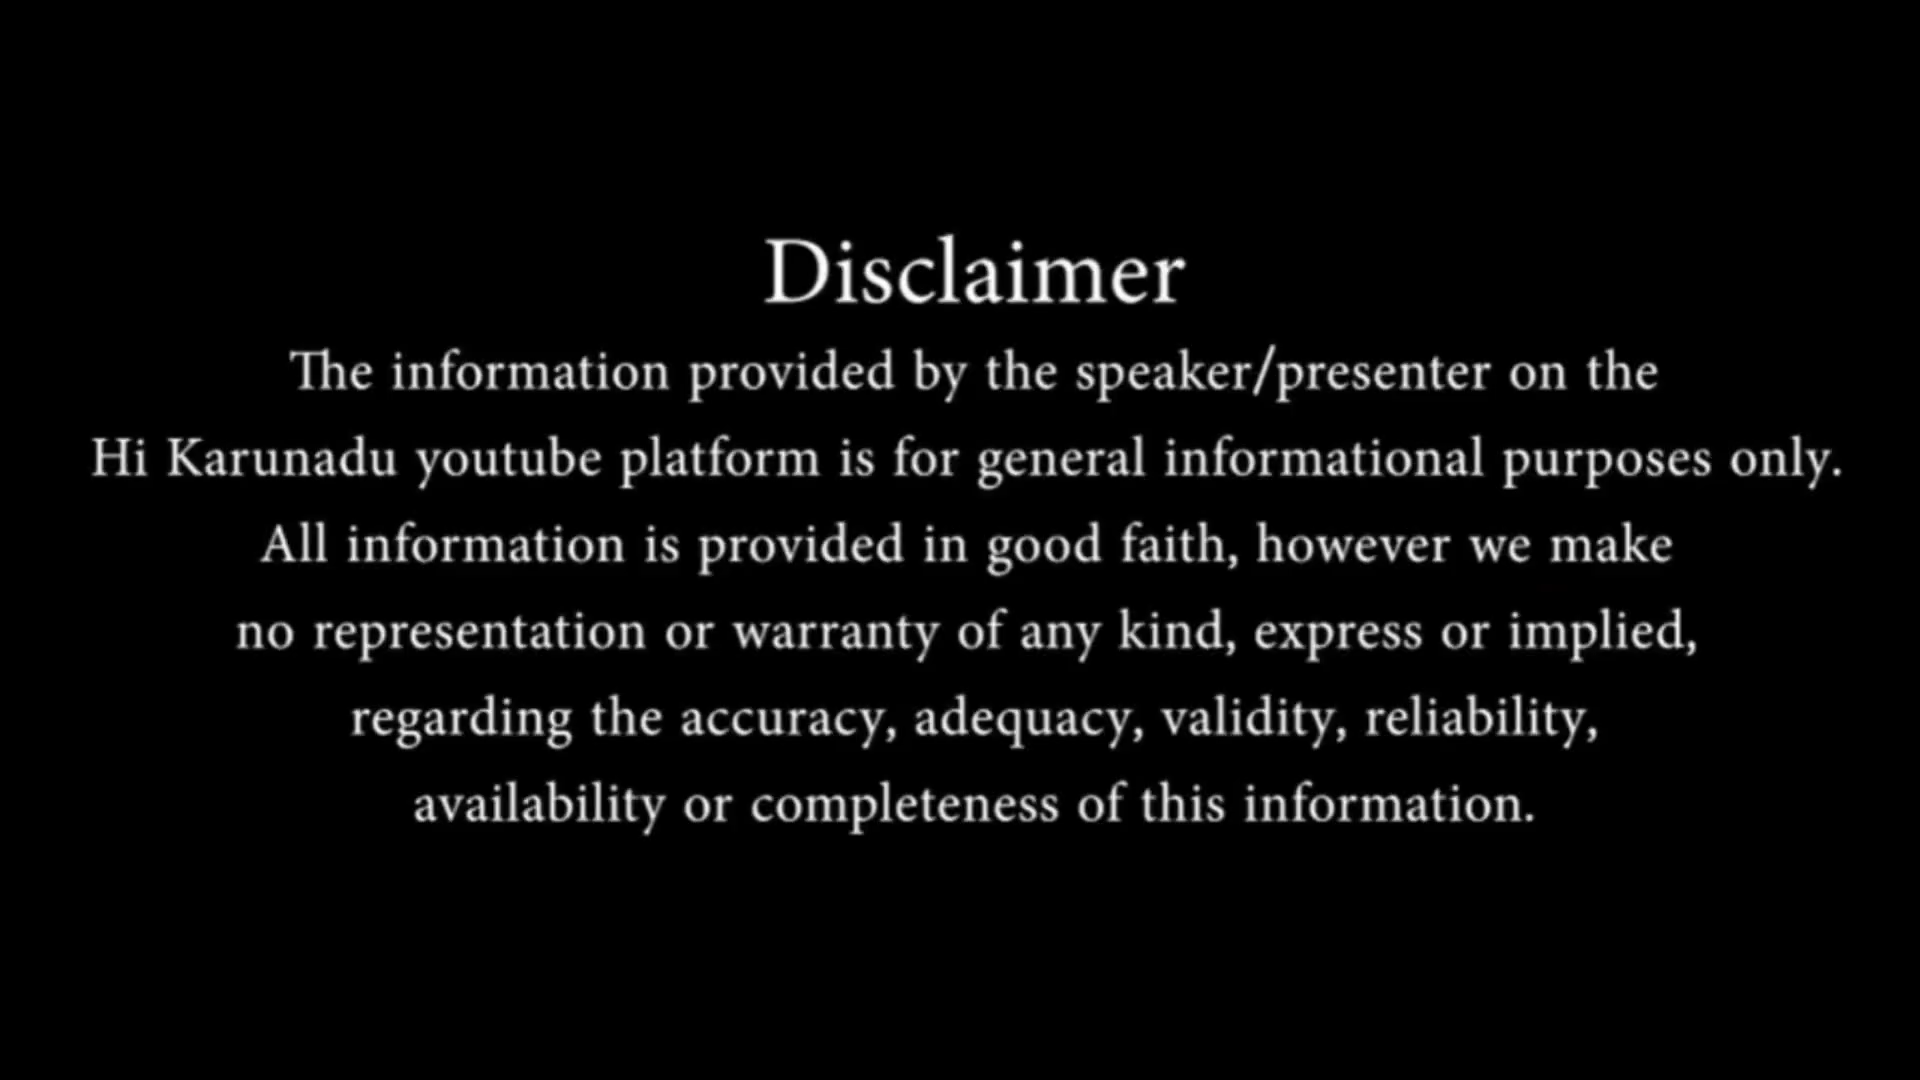 Disclaimer
The information provided by the speaker/presenter on the
Hi Karunadu youtube platform is for general informational purposes only.
All information is provided in good faith, however we make
no representation or warranty of any kind, express or implied,
regarding the accuracy, adequacy, validity, reliability,
availability or completeness of this information.